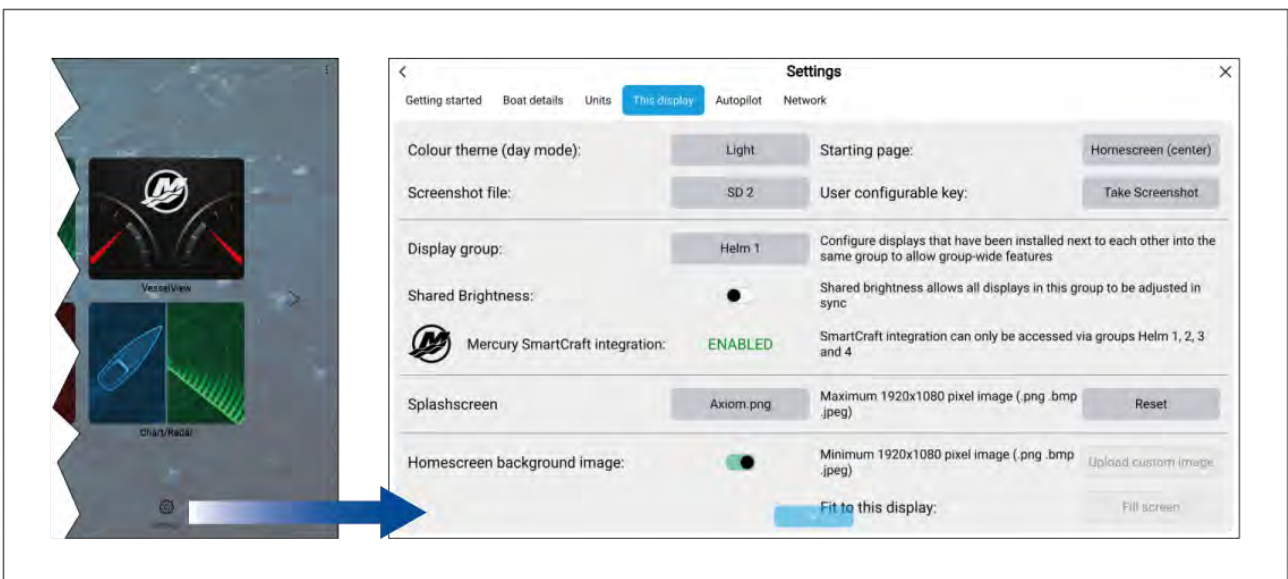 VesselView
Chart/Radar
Settings
Getting started Boat details Units This display Autopilot Network
Colour theme (day mode): Light Starting page: Homescreen (center)
Screenshot file: SD 2 User configurable key: Take Screenshot
Display group: Helm 1 Configure displays that have been installed next to each other into the
same group to allow group-wide features
Shared Brightness: Shared brightness allows all displays in this group to be adjusted in
sync
Mercury SmartCraft integration: ENABLED SmartCraft integration can only be accessed via groups Helm 1, 2, 3
and 4
Splashscreen Axiom.png Maximum 1920x1080 pixel image (.png .bmp
.jpeg) Reset
Homescreen background image: Minimum 1920x1080 pixel image (.png .bmp
.jpeg) Upload custom image
Fit to this display: Fill screen